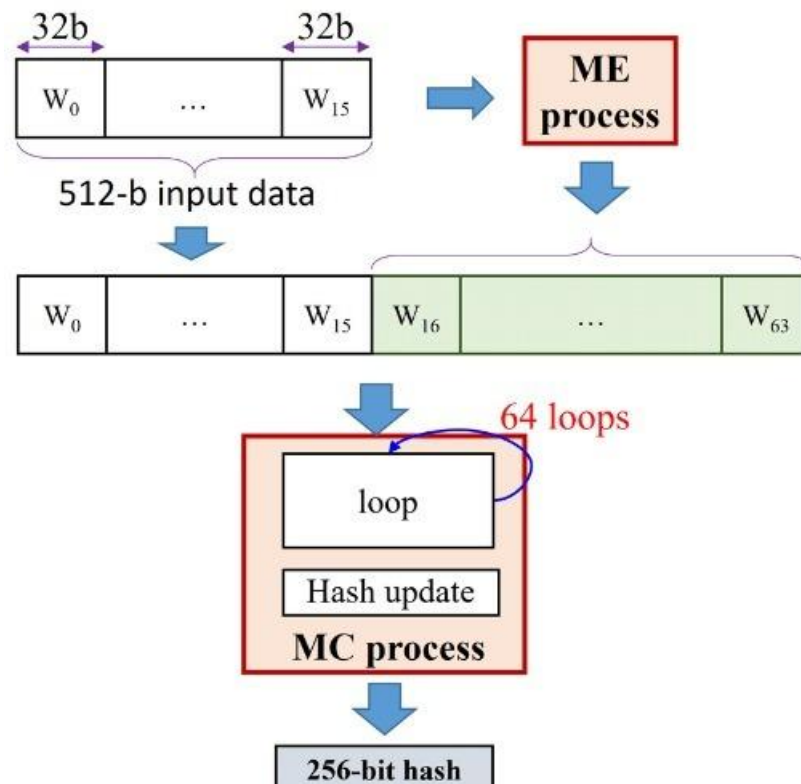 32b
32b
W₀
…
W₁₅
ME
process
512-b input data
W₀
…
W₁₅
W₁₆
…
W₆₃
64 loops
loop
Hash update
MC process
256-bit hash